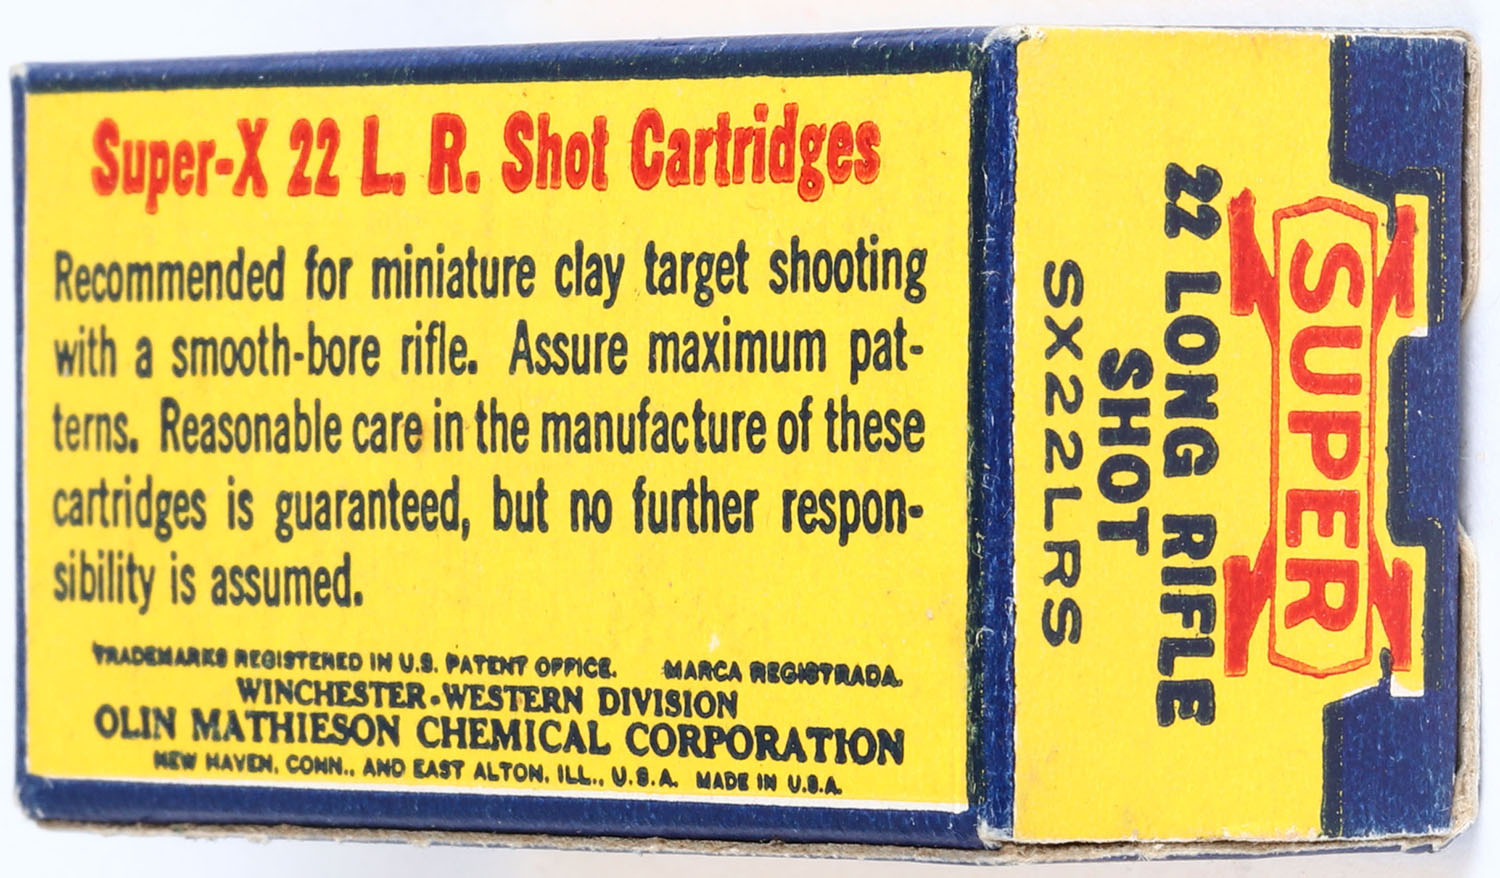 Super-X 22 L. R. Shot Cartridges
Recommended for miniature clay target shooting
with a smooth-bore rifle. Assure maximum pat-
terns. Reasonable care in the manufacture of these
cartridges is guaranteed, but no further respon-
sibility is assumed.
TRADEMARKS REGISTERED IN U.S. PATENT OFFICE. MARCA REGISTRADA.
WINCHESTER-WESTERN DIVISION
OLIN MATHIESON CHEMICAL CORPORATION
NEW HAVEN, CONN., AND EAST ALTON, ILL., U.S.A. MADE IN U.S.A.
SUPER X
22 LONG RIFLE
SHOT
SX22LRS